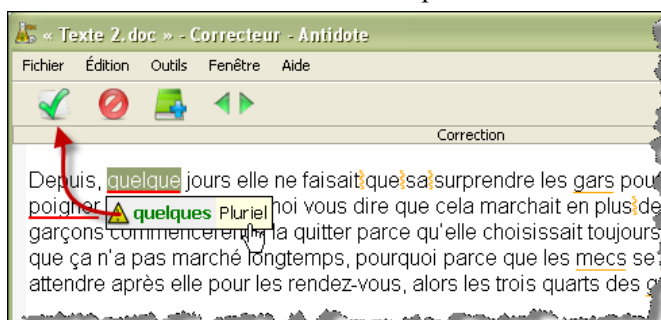 « Texte 2.doc » - Correcteur - Antidote
Fichier Édition Outils Fenêtre Aide
Correction
Depuis, quelque jours elle ne faisait que sa surprendre les gars pour
poigner
quelques Pluriel
moi vous dire que cela marchait en plus de
garçons commencèrent la quitter parce qu'elle choisissait toujours
que ça n'a pas marché longtemps, pourquoi parce que les mecs se
attendre après elle pour les rendez-vous, alors les trois quarts des